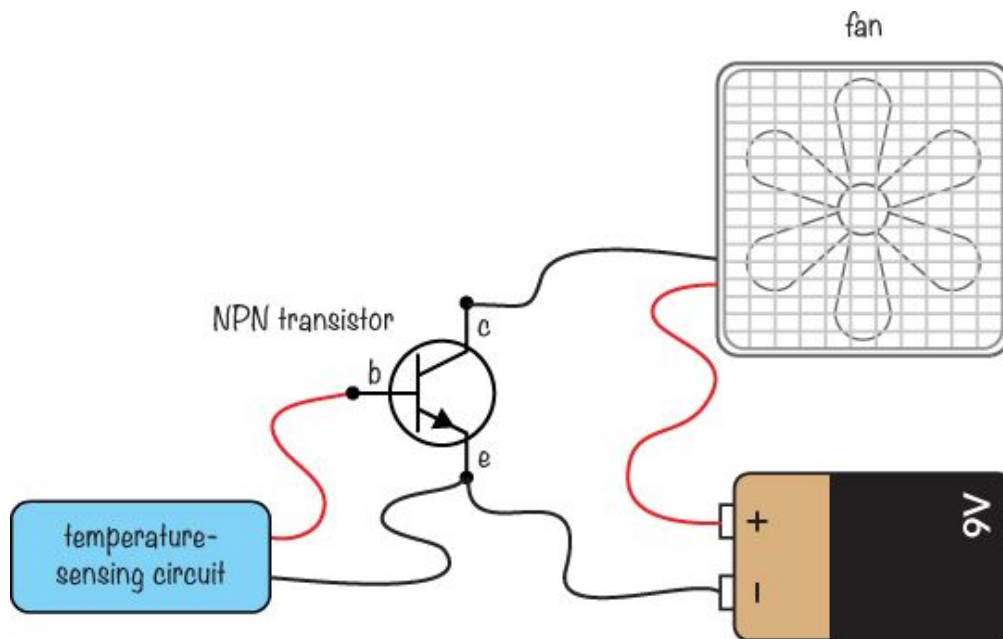 fan
NPN transistor
c
b
e
temperature-
sensing circuit
+
9V
−